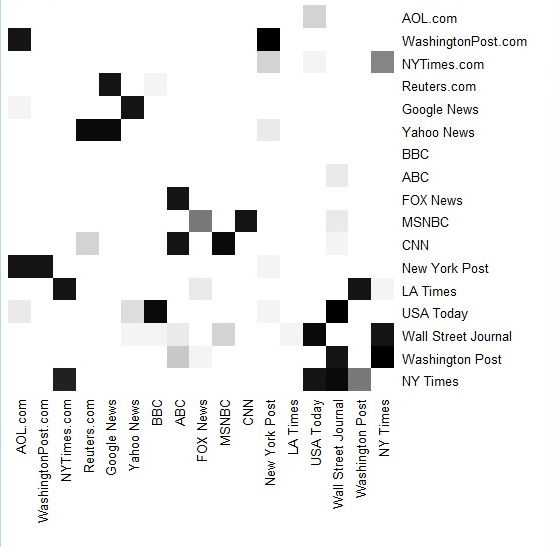 AOL.com
WashingtonPost.com
NYTimes.com
Reuters.com
Google News
Yahoo News
BBC
ABC
FOX News
MSNBC
CNN
New York Post
LA Times
USA Today
Wall Street Journal
Washington Post
NY Times
AOL.com
WashingtonPost.com
NYTimes.com
Reuters.com
Google News
Yahoo News
BBC
ABC
FOX News
MSNBC
CNN
New York Post
LA Times
USA Today
Wall Street Journal
Washington Post
NY Times